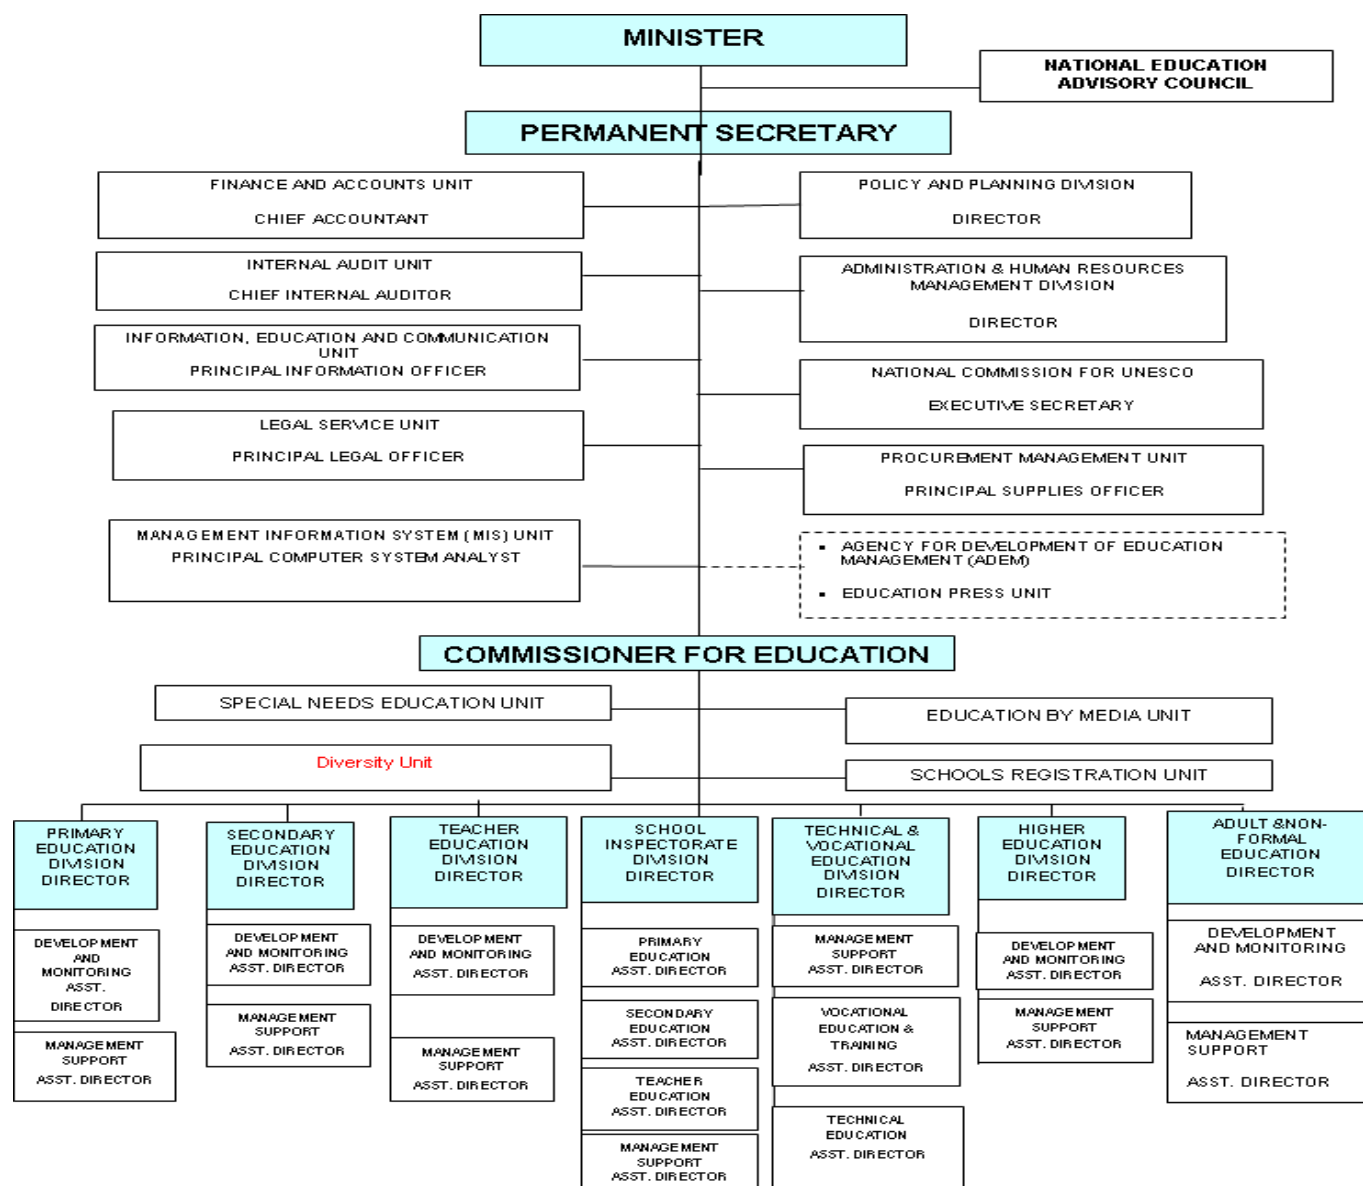 MINISTER
NATIONAL EDUCATION
ADVISORY COUNCIL
PERMANENT SECRETARY
FINANCE AND ACCOUNTS UNIT
CHIEF ACCOUNTANT
POLICY AND PLANNING DIVISION
DIRECTOR
INTERNAL AUDIT UNIT
CHIEF INTERNAL AUDITOR
ADMINISTRATION & HUMAN RESOURCES
MANAGEMENT DIVISION
DIRECTOR
INFORMATION, EDUCATION AND COMMUNICATION
UNIT
PRINCIPAL INFORMATION OFFICER
NATIONAL COMMISSION FOR UNESCO
EXECUTIVE SECRETARY
LEGAL SERVICE UNIT
PRINCIPAL LEGAL OFFICER
PROCUREMENT MANAGEMENT UNIT
PRINCIPAL SUPPLIES OFFICER
MANAGEMENT INFORMATION SYSTEM (MIS) UNIT
PRINCIPAL COMPUTER SYSTEM ANALYST
▪ AGENCY FOR DEVELOPMENT OF EDUCATION
MANAGEMENT (ADEM)
▪ EDUCATION PRESS UNIT
COMMISSIONER FOR EDUCATION
SPECIAL NEEDS EDUCATION UNIT
EDUCATION BY MEDIA UNIT
Diversity Unit
SCHOOLS REGISTRATION UNIT
PRIMARY
EDUCATION
DIVISION
DIRECTOR
DEVELOPMENT
AND
MONITORING
ASST.
DIRECTOR
MANAGEMENT
SUPPORT
ASST. DIRECTOR
SECONDARY
EDUCATION
DIVISION
DIRECTOR
DEVELOPMENT
AND MONITORING
ASST. DIRECTOR
MANAGEMENT
SUPPORT
ASST. DIRECTOR
TEACHER
EDUCATION
DIVISION
DIRECTOR
DEVELOPMENT
AND MONITORING
ASST. DIRECTOR
MANAGEMENT
SUPPORT
ASST. DIRECTOR
SCHOOL
INSPECTORATE
DIVISION
DIRECTOR
PRIMARY
EDUCATION
ASST. DIRECTOR
SECONDARY
EDUCATION
ASST. DIRECTOR
TEACHER
EDUCATION
ASST. DIRECTOR
MANAGEMENT
SUPPORT
ASST. DIRECTOR
TECHNICAL &
VOCATIONAL
EDUCATION
DIVISION
DIRECTOR
MANAGEMENT
SUPPORT
ASST. DIRECTOR
VOCATIONAL
EDUCATION &
TRAINING
ASST. DIRECTOR
TECHNICAL
EDUCATION
ASST. DIRECTOR
HIGHER
EDUCATION
DIVISION
DIRECTOR
DEVELOPMENT
AND MONITORING
ASST. DIRECTOR
MANAGEMENT
SUPPORT
ASST. DIRECTOR
ADULT &NON-
FORMAL
EDUCATION
DIRECTOR
DEVELOPMENT
AND MONITORING
ASST. DIRECTOR
MANAGEMENT
SUPPORT
ASST. DIRECTOR